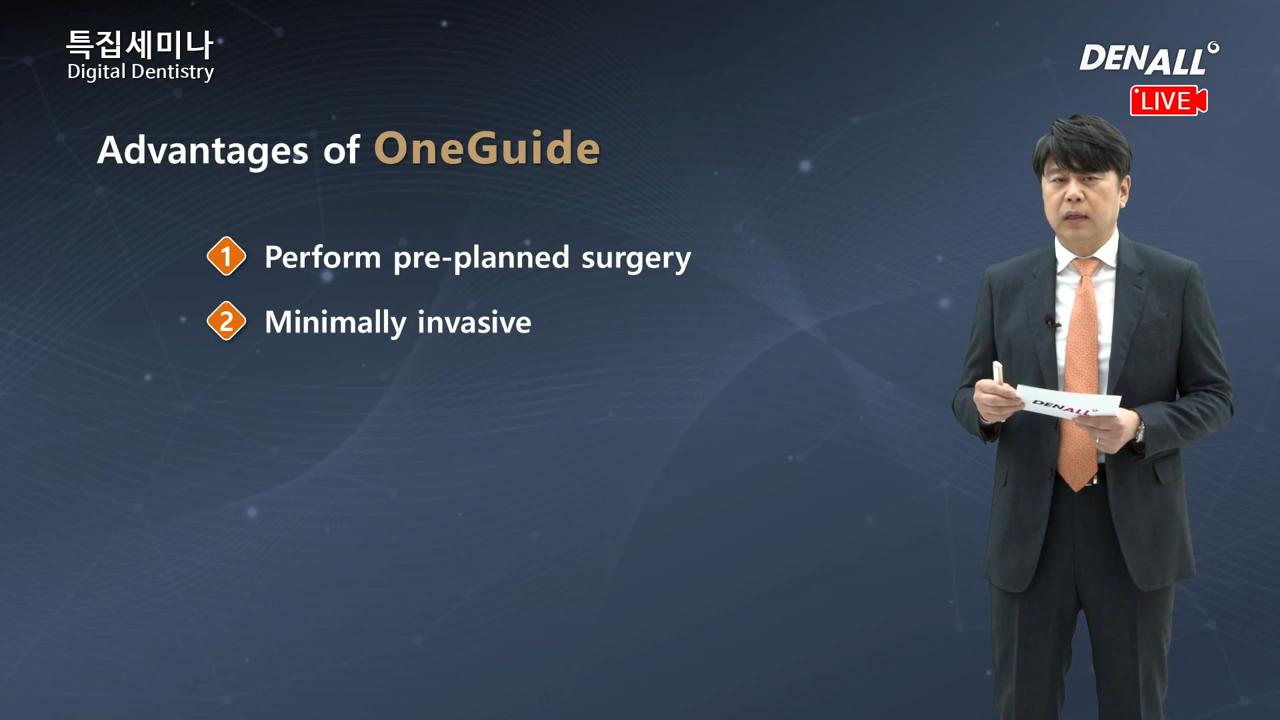 특집세미나
Digital Dentistry
DENALL
LIVE
Advantages of OneGuide
1 Perform pre-planned surgery
2 Minimally invasive
DENALL